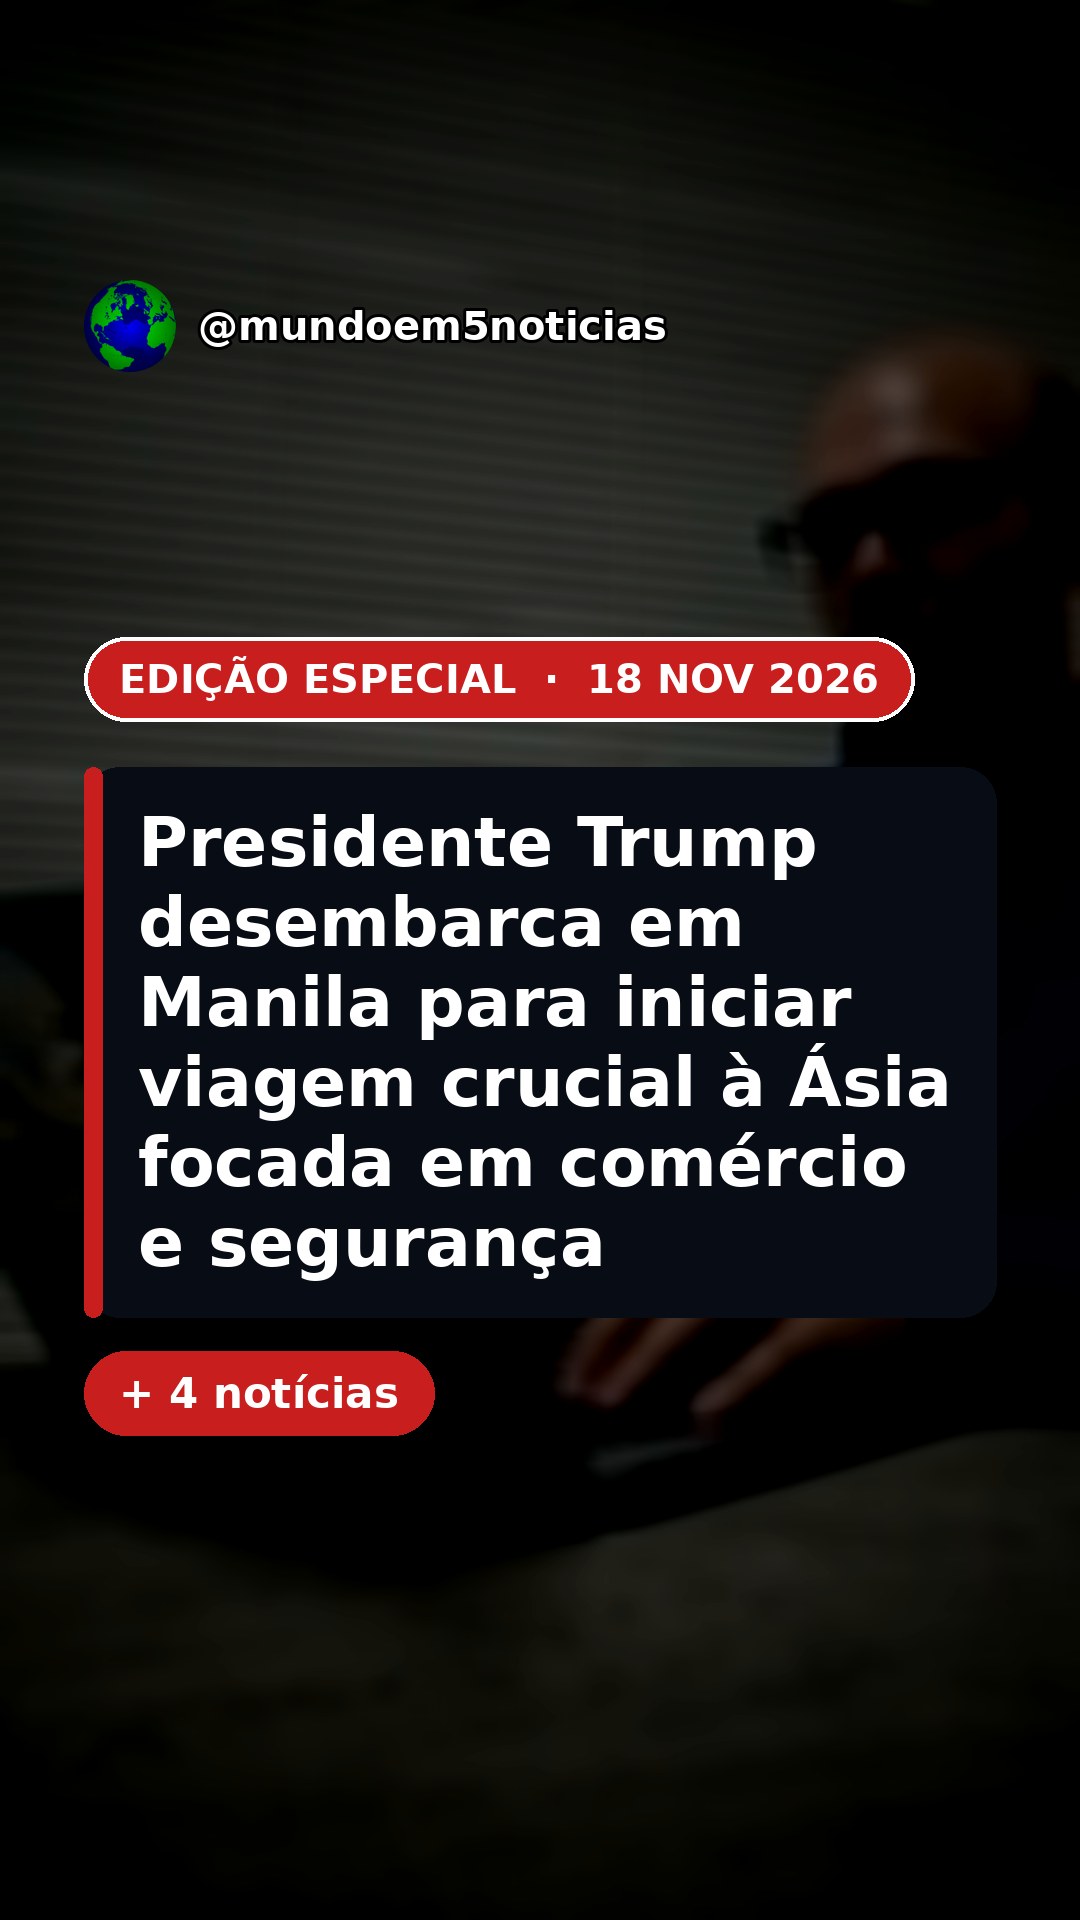 @mundoem5noticias
EDIÇÃO ESPECIAL · 18 NOV 2026
Presidente Trump
desembarca em
Manila para iniciar
viagem crucial à Ásia
focada em comércio
e segurança
+ 4 notícias